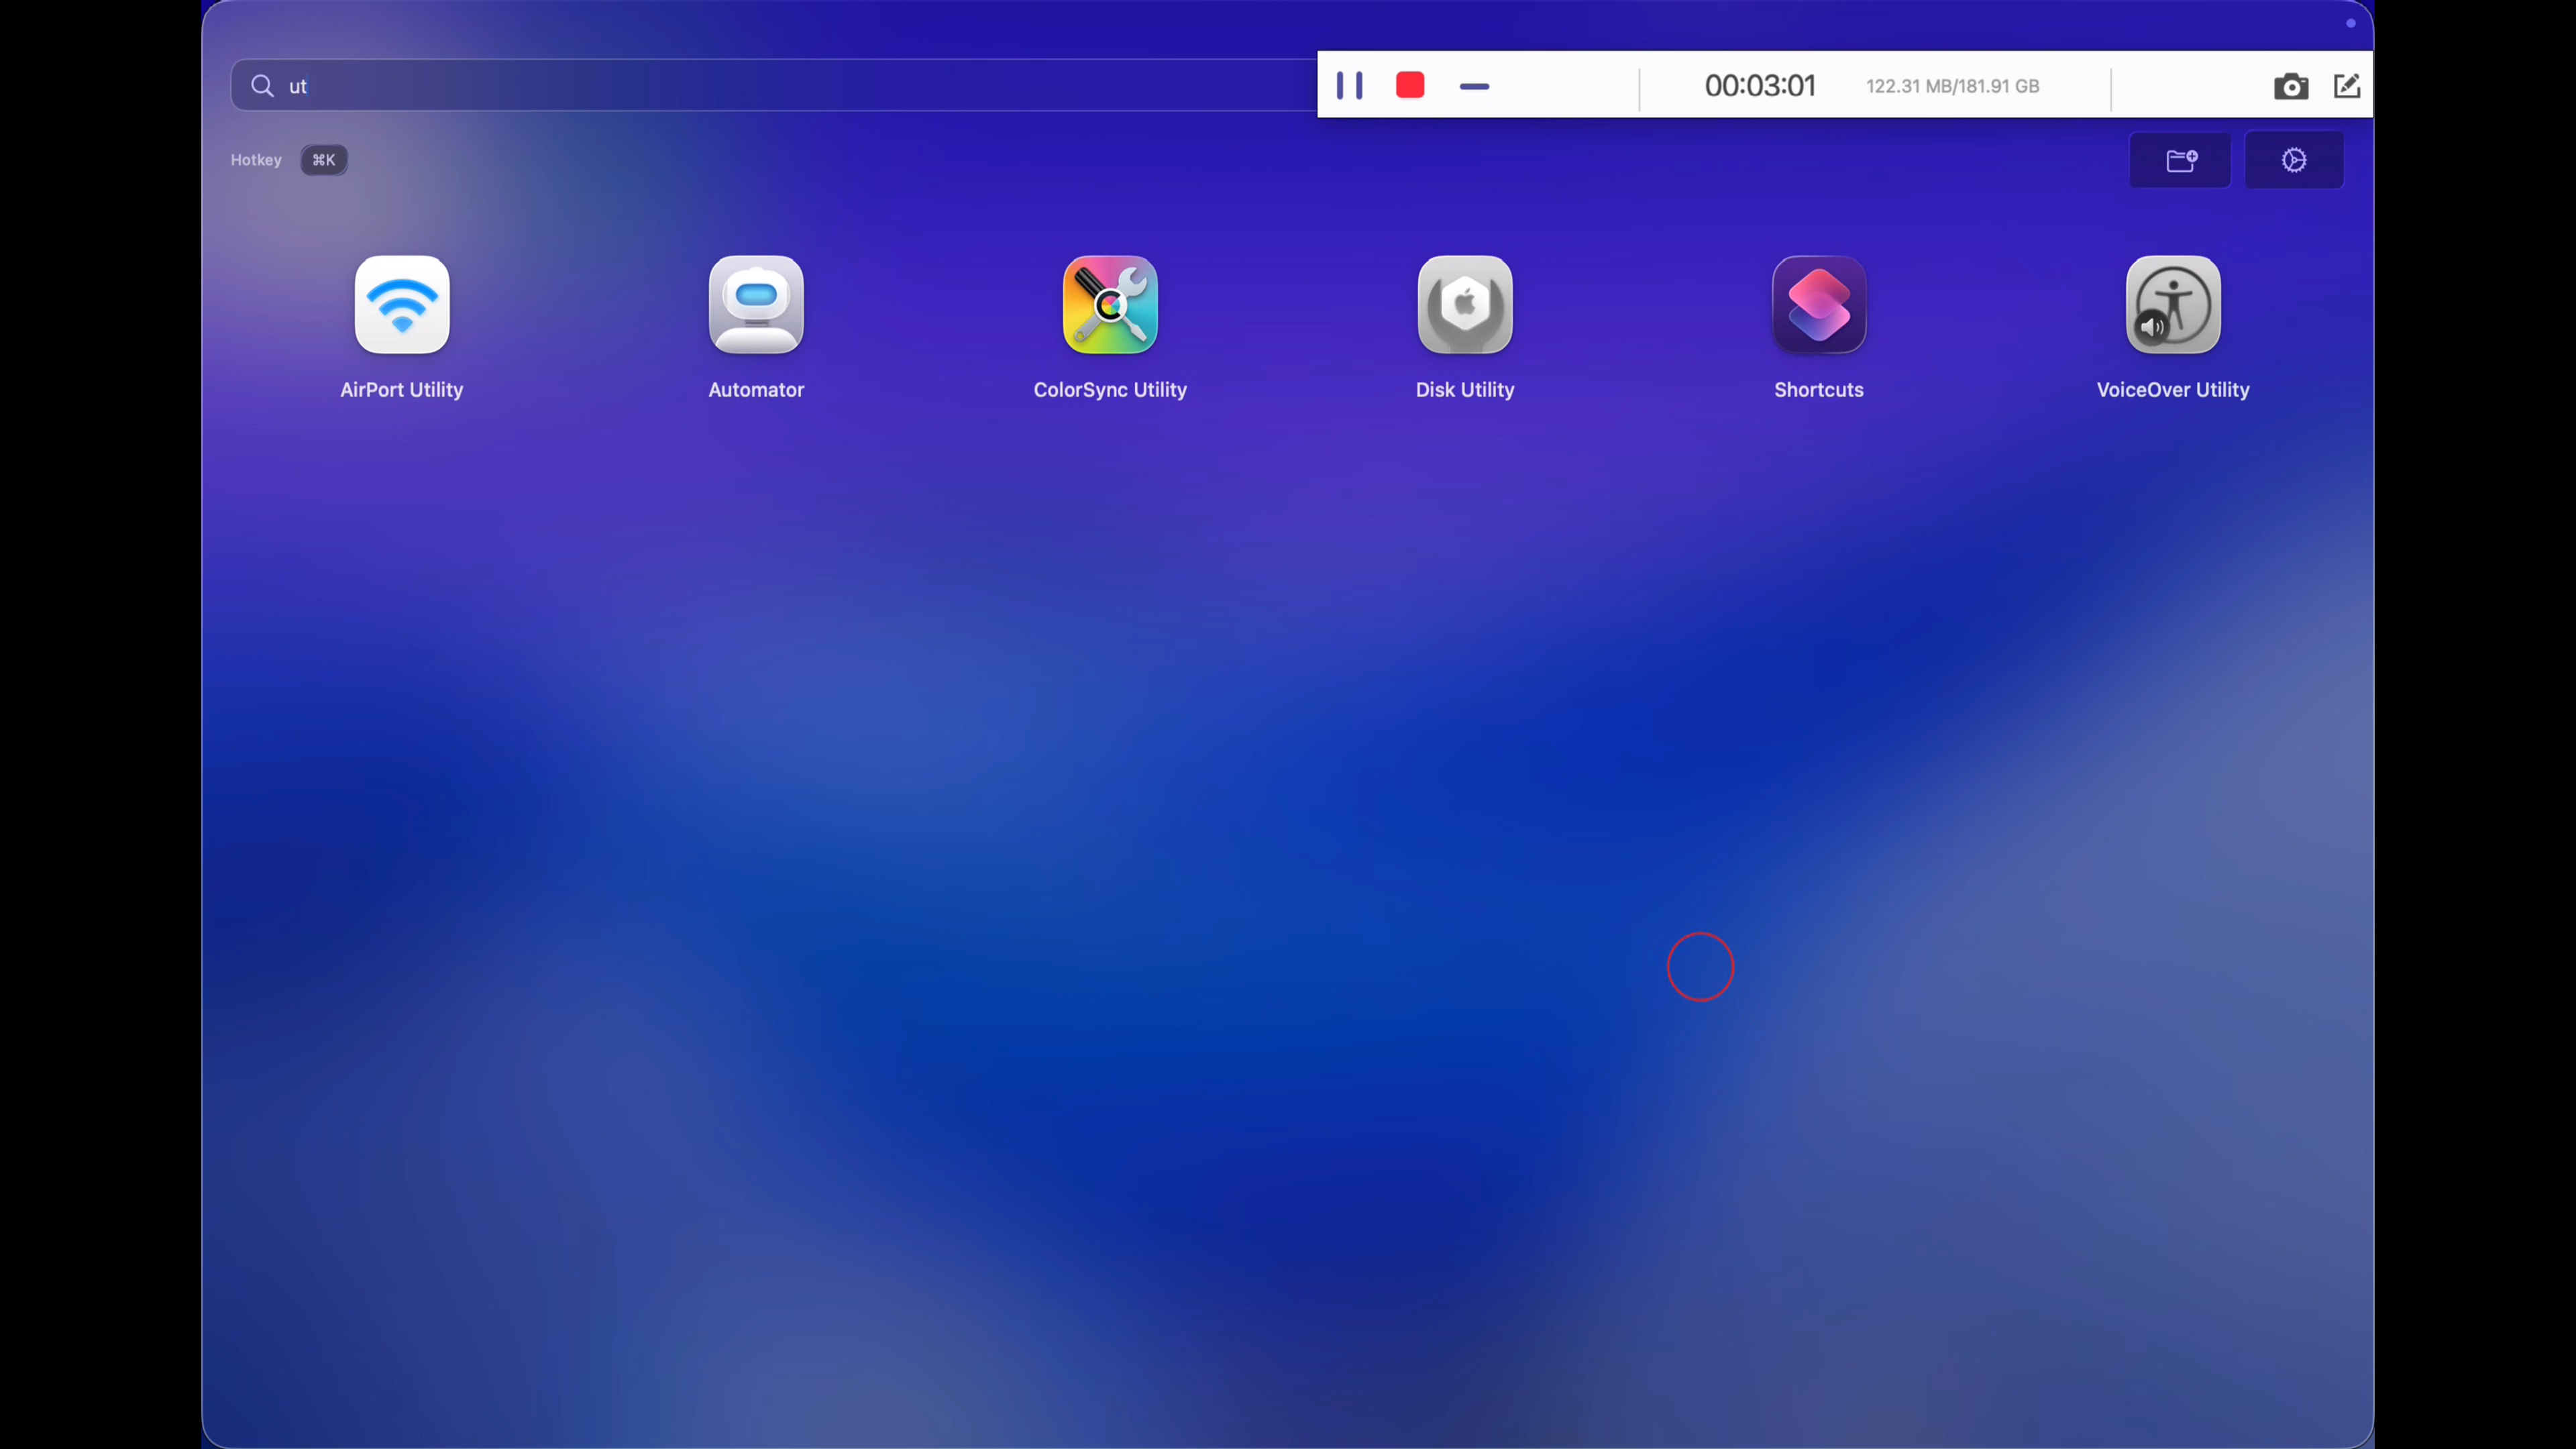 ut
00:03:01
122.31 MB/181.91 GB
Hotkey
⌘K
AirPort Utility
Automator
ColorSync Utility
Disk Utility
Shortcuts
VoiceOver Utility